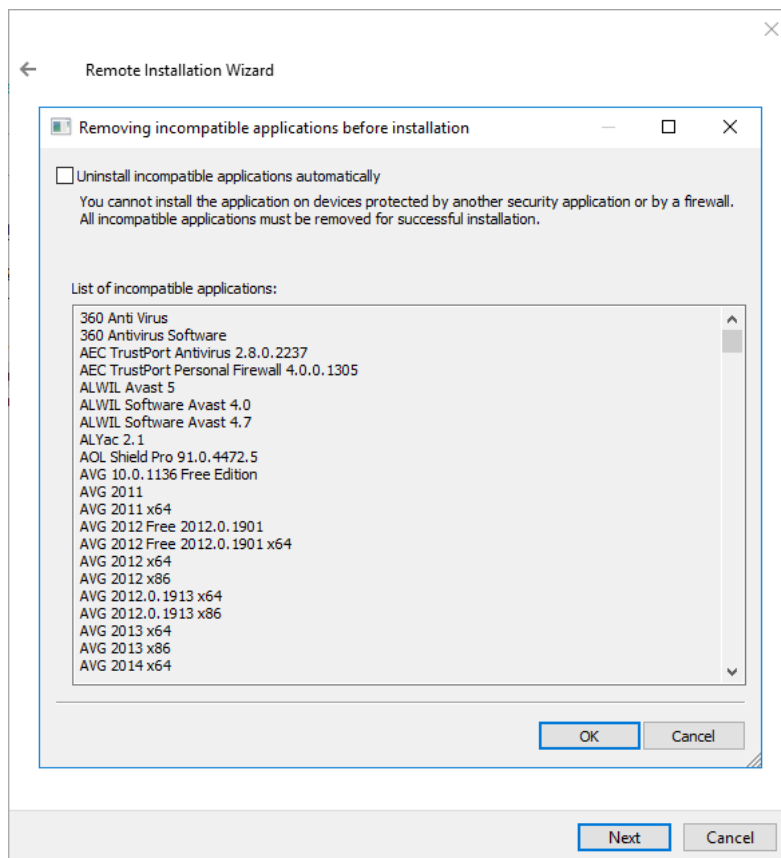 Remote Installation Wizard
Removing incompatible applications before installation
Uninstall incompatible applications automatically
You cannot install the application on devices protected by another security application or by a firewall.
All incompatible applications must be removed for successful installation.
List of incompatible applications:
360 Anti Virus
360 Antivirus Software
AEC TrustPort Antivirus 2.8.0.2237
AEC TrustPort Personal Firewall 4.0.0.1305
ALWIL Avast 5
ALWIL Software Avast 4.0
ALWIL Software Avast 4.7
ALYac 2.1
AOL Shield Pro 91.0.4472.5
AVG 10.0.1136 Free Edition
AVG 2011
AVG 2011 x64
AVG 2012 Free 2012.0.1901
AVG 2012 Free 2012.0.1901 x64
AVG 2012 x64
AVG 2012 x86
AVG 2012.0.1913 x64
AVG 2012.0.1913 x86
AVG 2013 x64
AVG 2013 x86
AVG 2014 x64
OK Cancel
Next Cancel